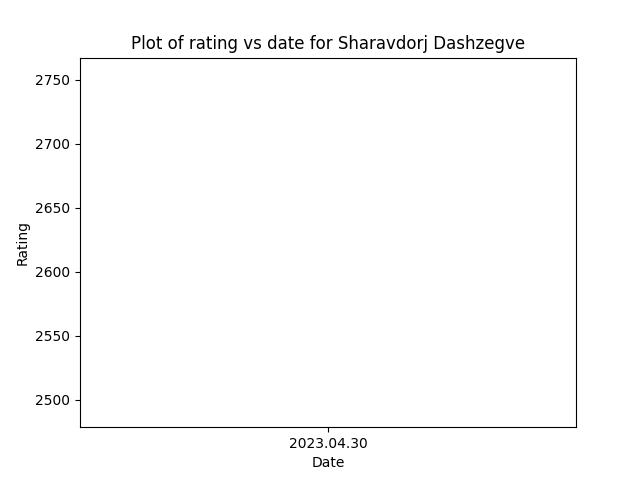 Plot of rating vs date for Sharavdorj Dashzegve
2750
2700
2650
2600
2550
2500
Rating
2023.04.30
Date